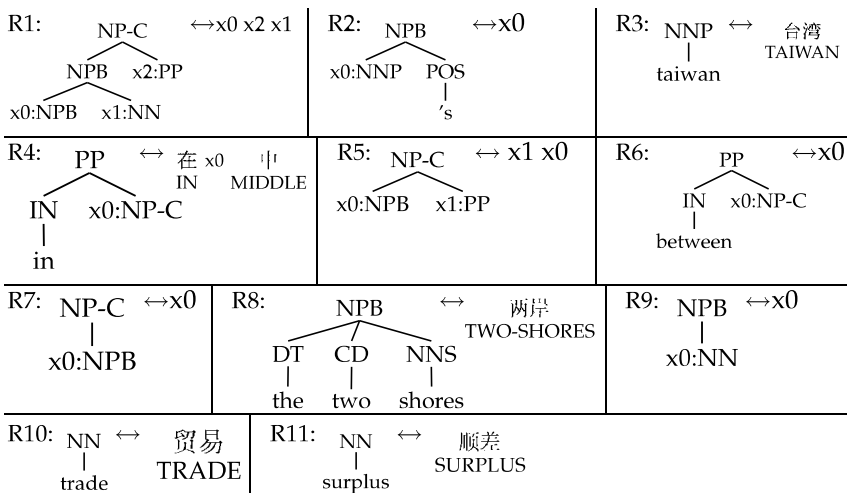 R1: NP-C ↔x0 x2 x1
NPB x2:PP
x0:NPB x1:NN
R2: NPB ↔x0
x0:NNP POS
's
R3: NNP ↔ 台湾
TAIWAN
taiwan
R4: PP ↔ 在 x0 中
IN MIDDLE
IN x0:NP-C
in
R5: NP-C ↔ x1 x0
x0:NPB x1:PP
R6: PP ↔x0
IN x0:NP-C
between
R7: NP-C ↔x0
x0:NPB
R8: NPB ↔ 两岸
TWO-SHORES
DT CD NNS
the two shores
R9: NPB ↔x0
x0:NN
R10: NN ↔ 贸易
TRADE
trade
R11: NN ↔ 顺差
SURPLUS
surplus